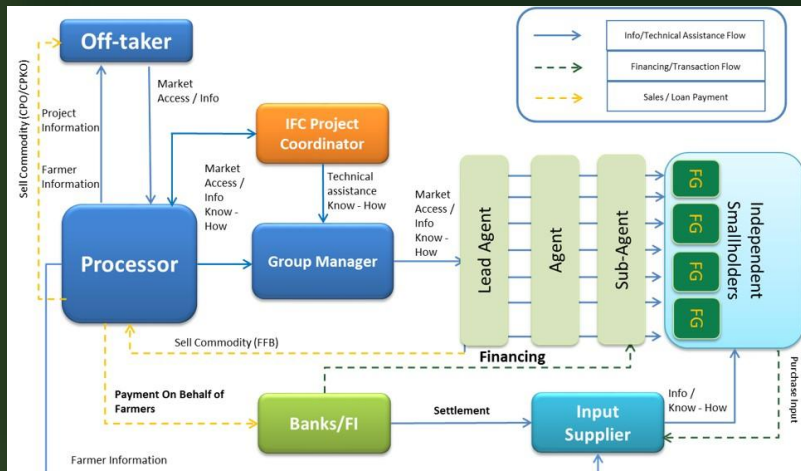 Off-taker
Info/Technical Assistance Flow
Financing/Transaction Flow
Sales / Loan Payment
Sell Commodity (CPO/CPKO)
Project
Information
Farmer
Information
Market
Access / Info
IFC Project
Coordinator
Market
Access /
Info
Know -
How
Technical
assistance
Know - How
Market
Access /
Info
Know -
How
Processor
Group Manager
Lead Agent
Agent
Sub-Agent
FG
FG
FG
FG
Independent
Smallholders
Sell Commodity (FFB)
Financing
Purchase Input
Payment On Behalf of
Farmers
Banks/FI
Settlement
Input
Supplier
Info /
Know - How
Farmer Information